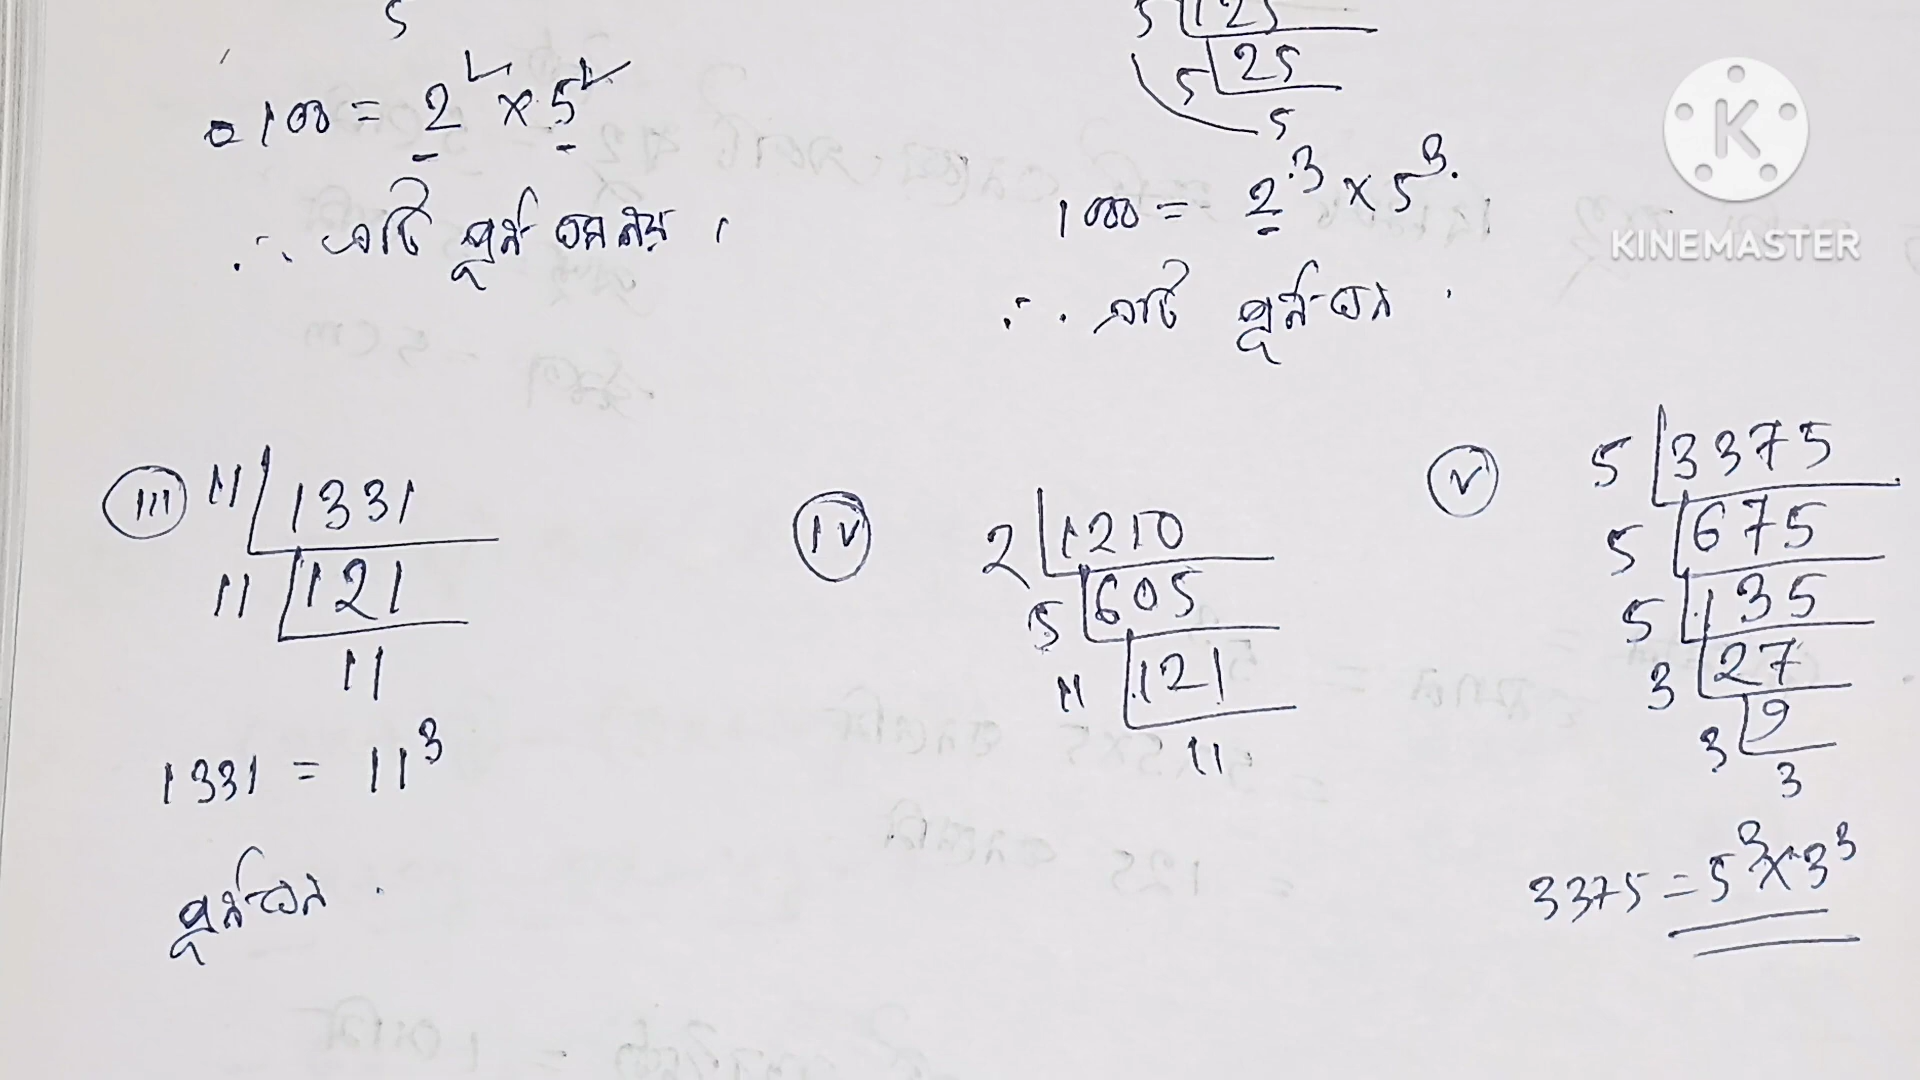 5
100 = 2² × 5²
∴ এটি পূর্ন ঘন নয় ।
5 125
5 25
5
1000 = 2³ × 5³
∴ এটি পূর্নঘন .
III 11 1331
11 121
11
1331 = 11³
পূর্নঘন .
IV 2 1210
5 605
11 121
11
V 5 3375
5 675
5 135
3 27
3 9
3
3375 = 5³ × 3³
K
KINEMASTER